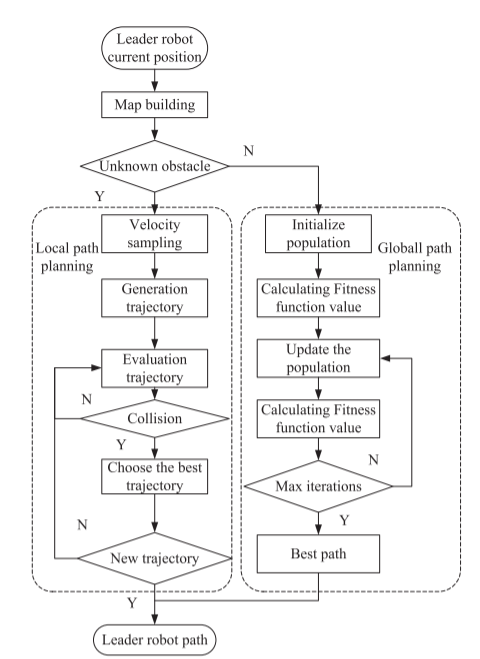 Leader robot
current position
Map building
Unknown obstacle
N
Y
Local path
planning
Velocity
sampling
Generation
trajectory
Evaluation
trajectory
N
Collision
Y
Choose the best
trajectory
N
New trajectory
Y
Initialize
population
Globall path
planning
Calculating Fitness
function value
Update the
population
Calculating Fitness
function value
N
Max iterations
Y
Best path
Leader robot path